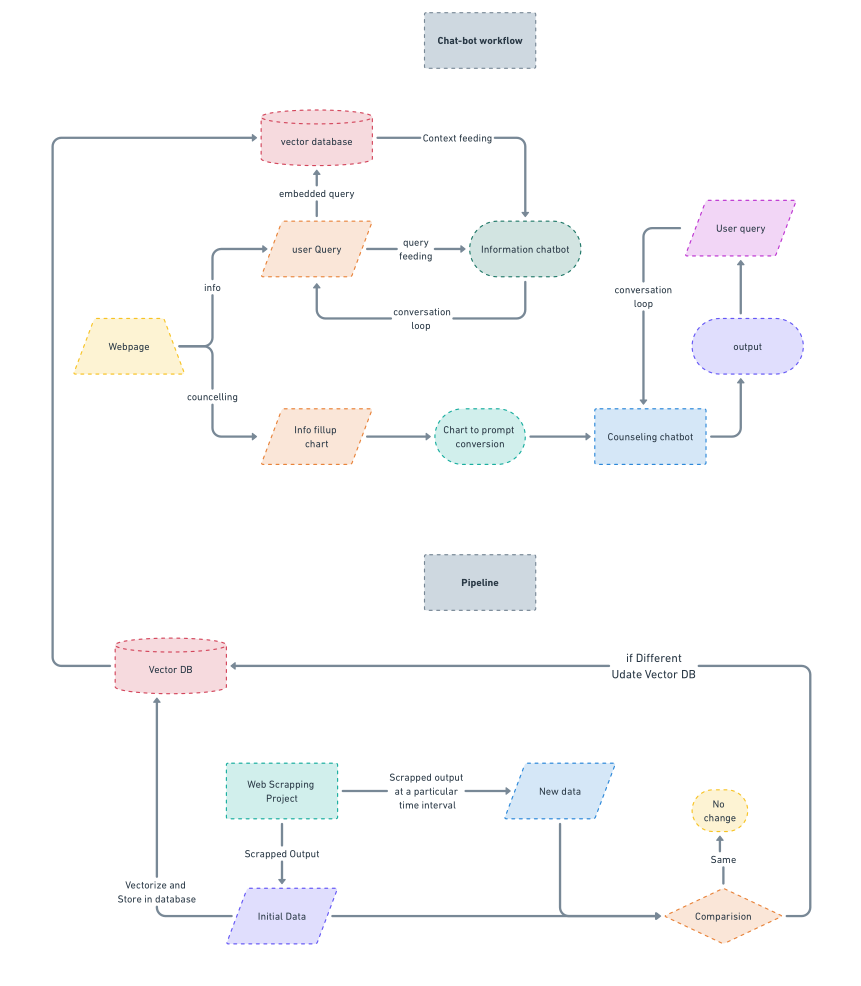 Chat-bot workflow
vector database
Context feeding
embedded query
user Query
query
feeding
Information chatbot
User query
info
conversation
loop
conversation
loop
Webpage
output
councelling
Info fillup
chart
Chart to prompt
conversion
Counseling chatbot
Pipeline
Vector DB
if Different
Udate Vector DB
Web Scrapping
Project
Scrapped output
at a particular
time interval
New data
No
change
Scrapped Output
Same
Vectorize and
Store in database
Initial Data
Comparision